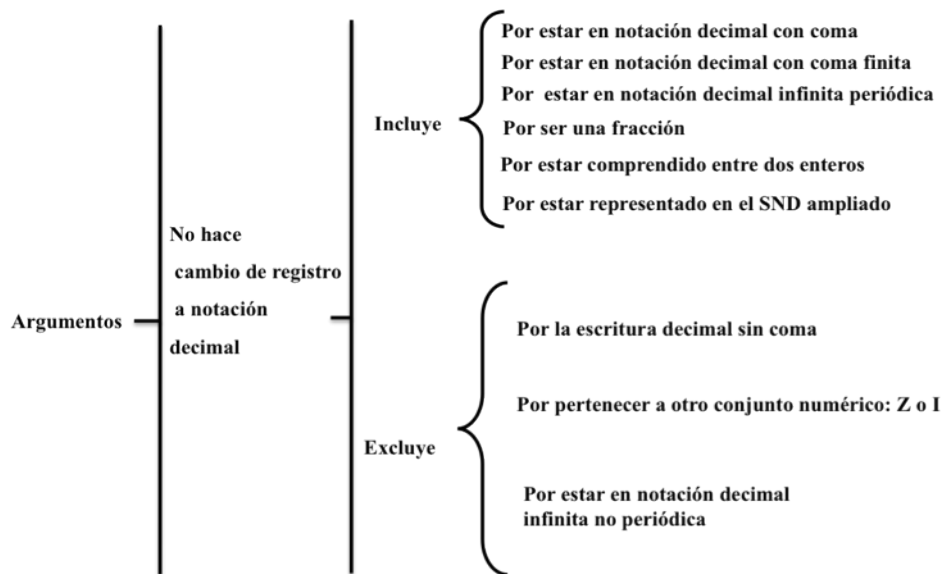 Argumentos
No hace
cambio de registro
a notación
decimal
Incluye
Por estar en notación decimal con coma
Por estar en notación decimal con coma finita
Por estar en notación decimal infinita periódica
Por ser una fracción
Por estar comprendido entre dos enteros
Por estar representado en el SND ampliado
Excluye
Por la escritura decimal sin coma
Por pertenecer a otro conjunto numérico: Z o I
Por estar en notación decimal
infinita no periódica